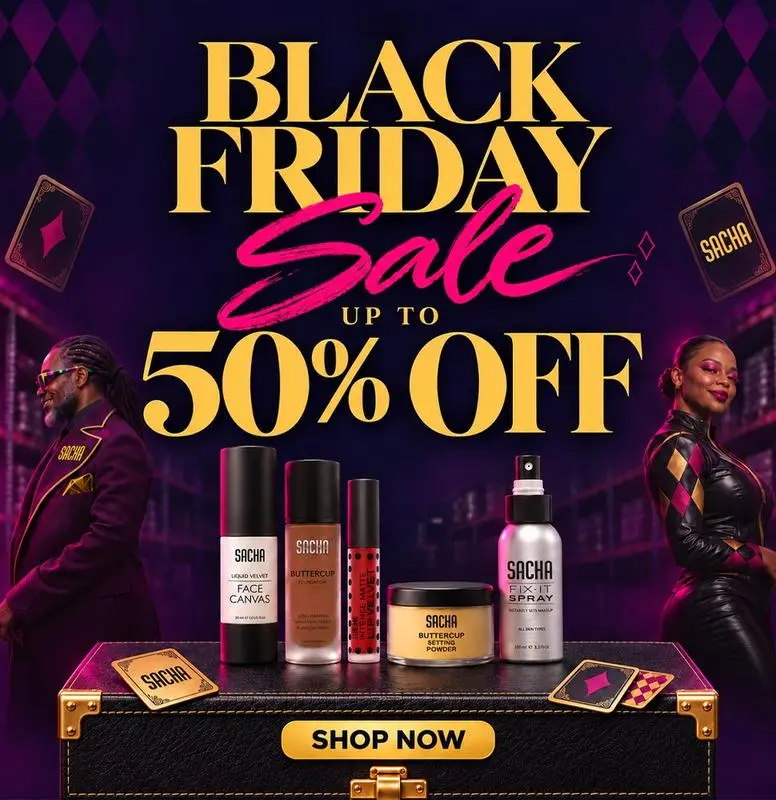 BLACK
FRIDAY
Sale
UP TO
50% OFF
SACHA
SACHA
SACHA
LIQUID VELVET
FACE
CANVAS
SACHA
BUTTERCUP
FOUNDATION
INTENSE MATTE
LIP VELVET
SACHA
BUTTERCUP
SETTING
POWDER
SACHA
FIX·IT
SPRAY
INSTANTLY SETS MAKEUP
ALL SKIN TYPES
SACHA
SHOP NOW